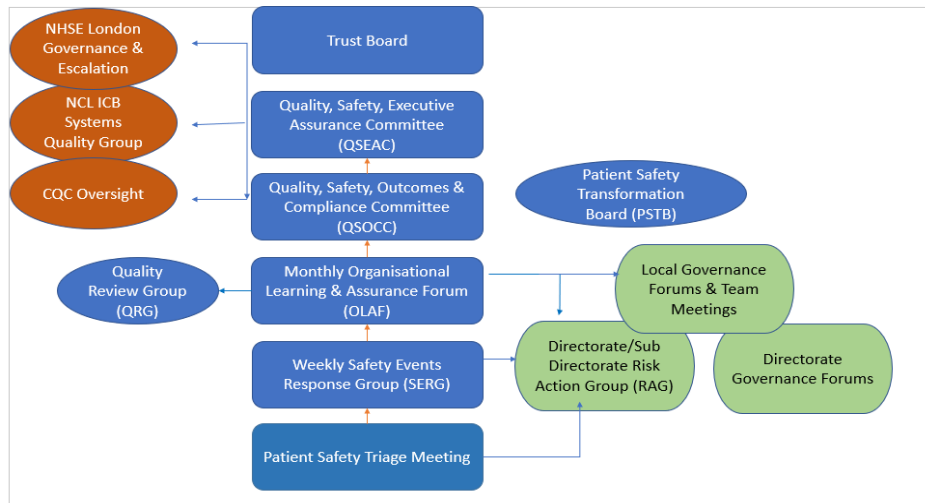 NHSE London
Governance &
Escalation
Trust Board
NCL ICB
Systems
Quality Group
Quality, Safety, Executive
Assurance Committee
(QSEAC)
CQC Oversight
Quality, Safety, Outcomes &
Compliance Committee
(QSOCC)
Patient Safety
Transformation
Board (PSTB)
Quality
Review Group
(QRG)
Monthly Organisational
Learning & Assurance Forum
(OLAF)
Local Governance
Forums & Team
Meetings
Weekly Safety Events
Response Group (SERG)
Directorate/Sub
Directorate Risk
Action Group (RAG)
Directorate
Governance Forums
Patient Safety Triage Meeting